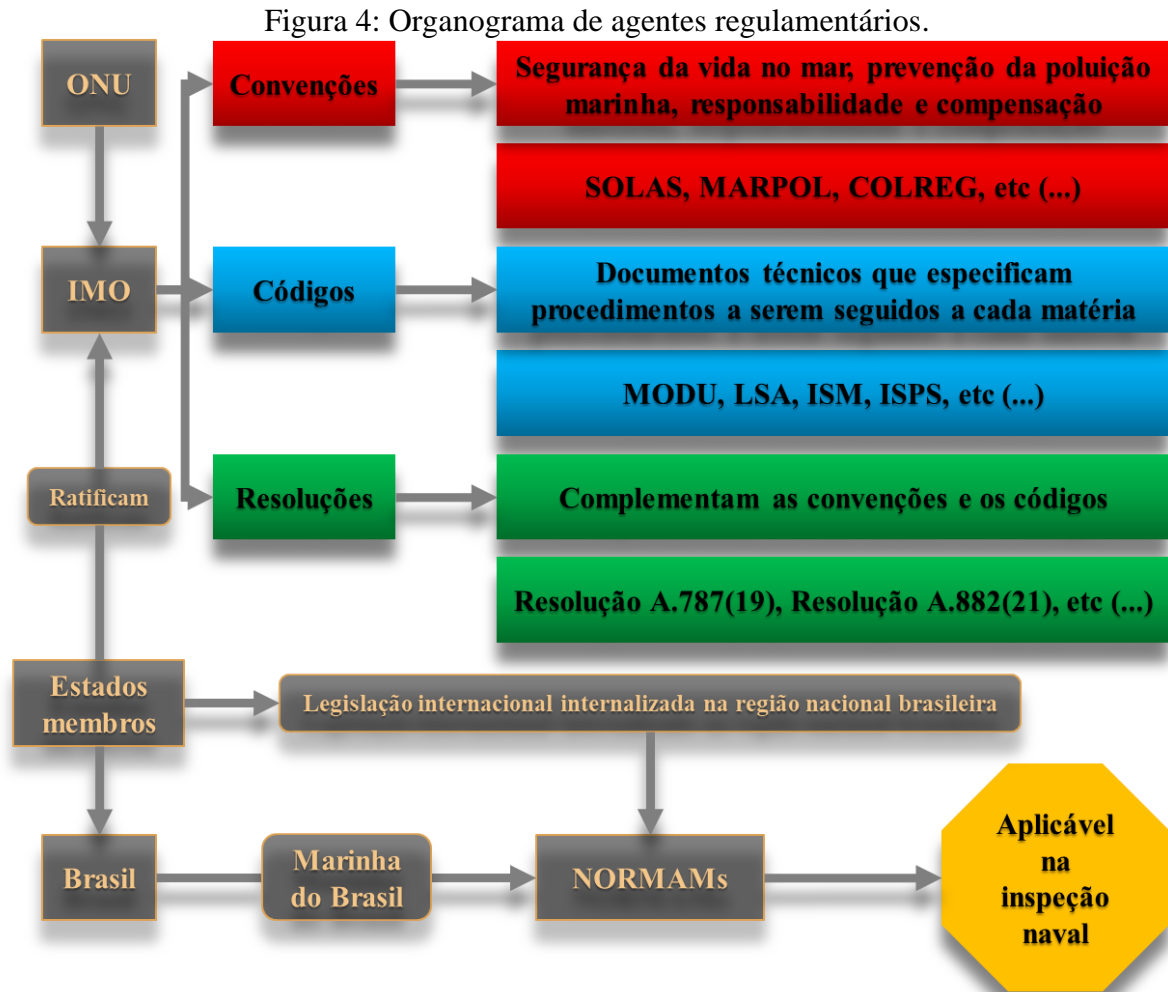 Figura 4: Organograma de agentes regulamentários.
ONU
Convenções
Segurança da vida no mar, prevenção da poluição
marinha, responsabilidade e compensação
SOLAS, MARPOL, COLREG, etc (...)
IMO
Códigos
Documentos técnicos que especificam
procedimentos a serem seguidos a cada matéria
MODU, LSA, ISM, ISPS, etc (...)
Ratificam
Resoluções
Complementam as convenções e os códigos
Resolução A.787(19), Resolução A.882(21), etc (...)
Estados
membros
Legislação internacional internalizada na região nacional brasileira
Brasil
Marinha
do Brasil
NORMAMs
Aplicável
na
inspeção
naval